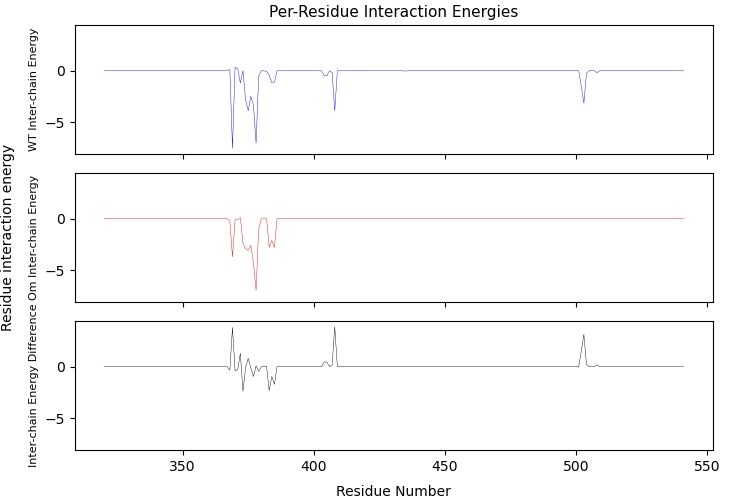 Per-Residue Interaction Energies
Residue interaction energy
WT Inter-chain Energy
0
−5
Om Inter-chain Energy
0
−5
Inter-chain Energy Difference
0
−5
350
400
450
500
550
Residue Number